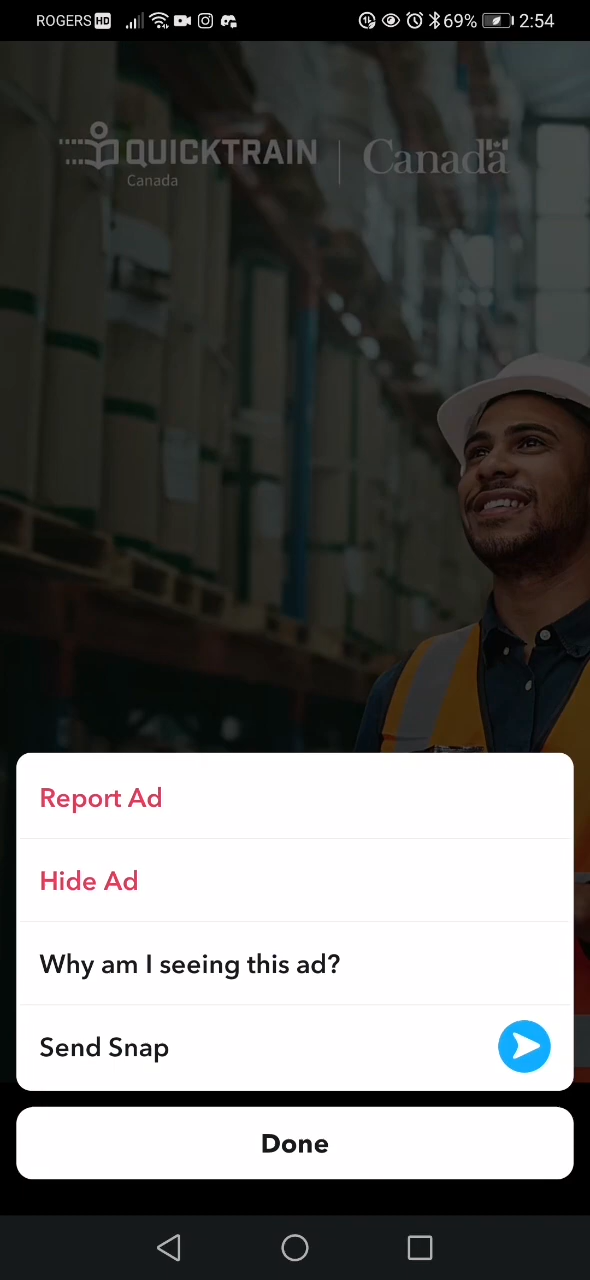 ROGERS HD 69% 2:54
QUICKTRAIN Canada
Canada
Report Ad
Hide Ad
Why am I seeing this ad?
Send Snap
Done